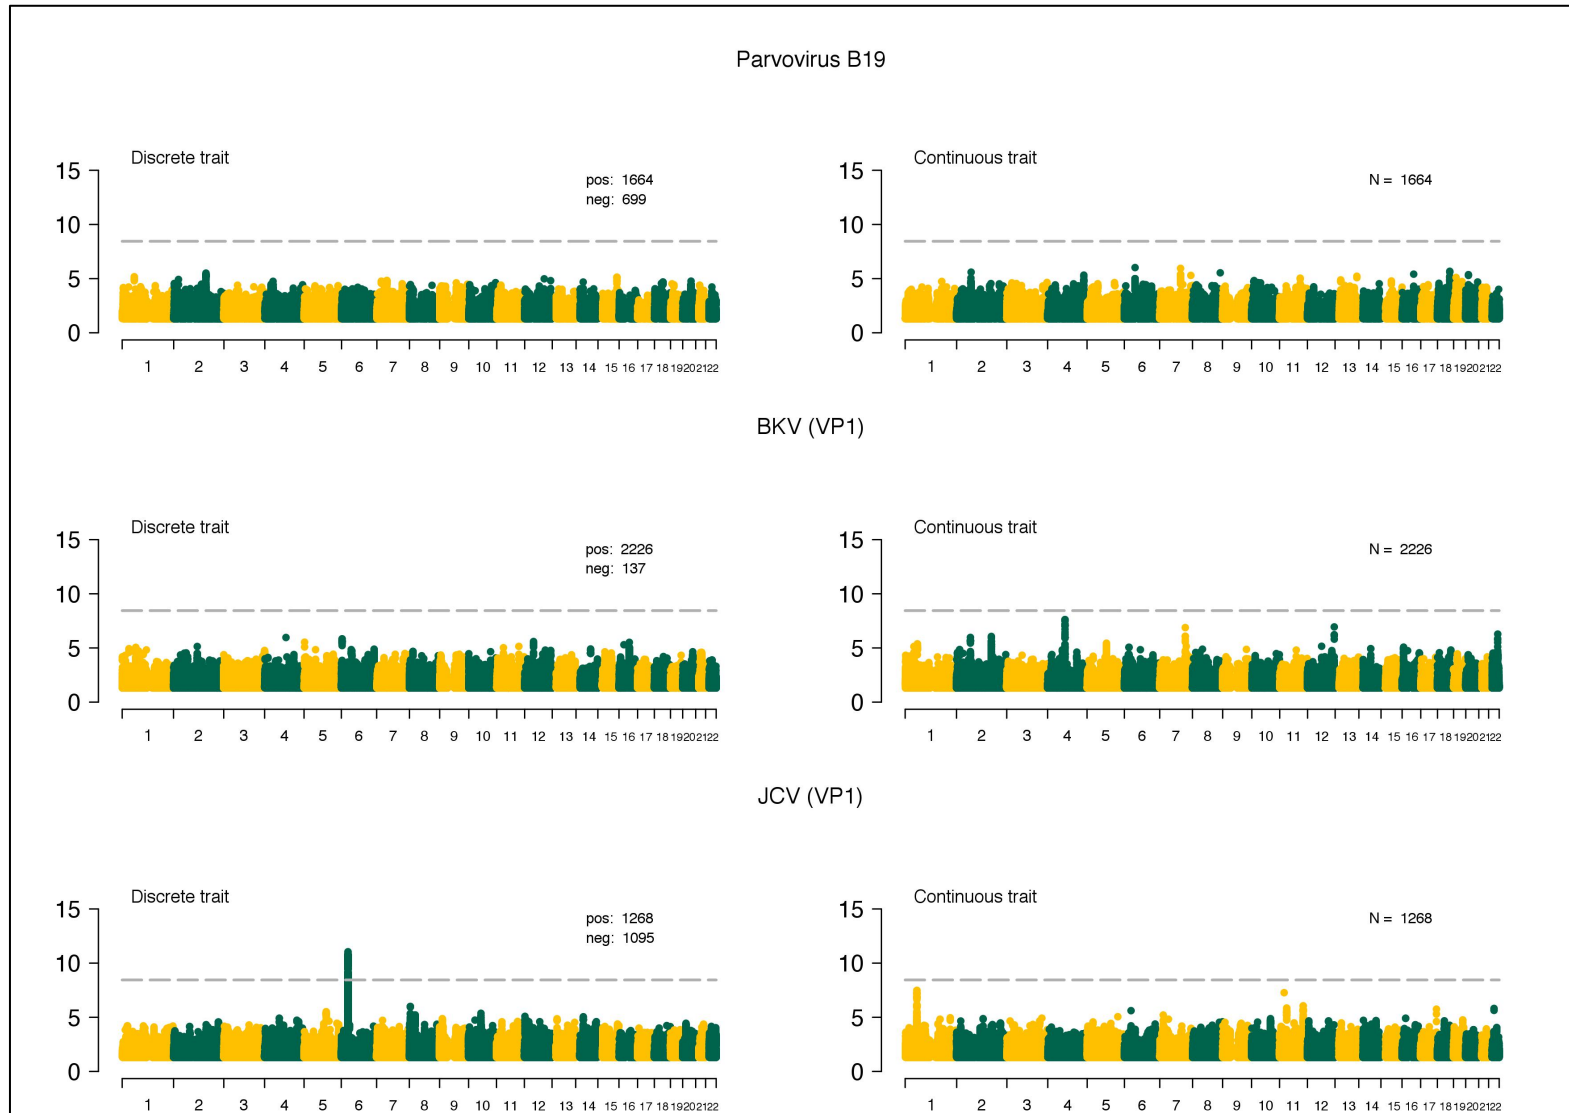 Parvovirus B19
Discrete trait
pos: 1664
neg: 699
15
10
5
0
1 2 3 4 5 6 7 8 9 10 11 12 13 14 15 16 17 18 19 20 21 22
Continuous trait
N = 1664
15
10
5
0
1 2 3 4 5 6 7 8 9 10 11 12 13 14 15 16 17 18 19 20 21 22
BKV (VP1)
Discrete trait
pos: 2226
neg: 137
15
10
5
0
1 2 3 4 5 6 7 8 9 10 11 12 13 14 15 16 17 18 19 20 21 22
Continuous trait
N = 2226
15
10
5
0
1 2 3 4 5 6 7 8 9 10 11 12 13 14 15 16 17 18 19 20 21 22
JCV (VP1)
Discrete trait
pos: 1268
neg: 1095
15
10
5
0
1 2 3 4 5 6 7 8 9 10 11 12 13 14 15 16 17 18 19 20 21 22
Continuous trait
N = 1268
15
10
5
0
1 2 3 4 5 6 7 8 9 10 11 12 13 14 15 16 17 18 19 20 21 22